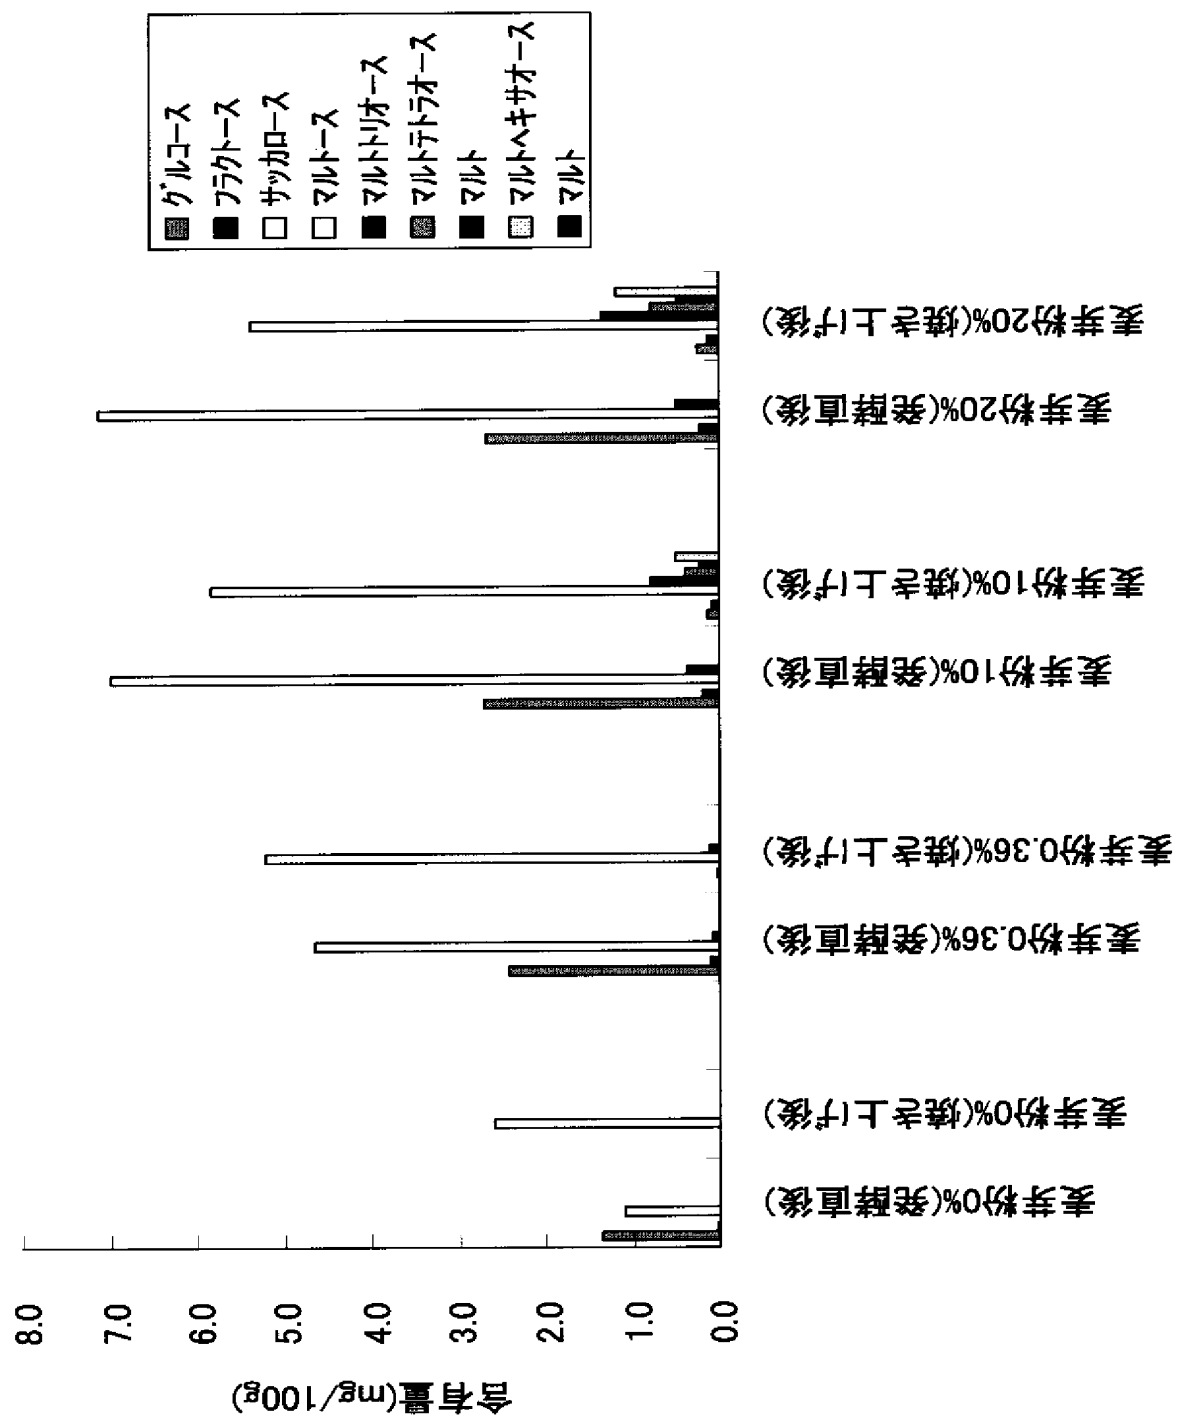 グルコース
フラクトース
サッカロース
マルトース
マルトトリオース
マルトテトラオース
マルト
マルトヘキサオース
マルト
含有量(mg/100g)
8.0
7.0
6.0
5.0
4.0
3.0
2.0
1.0
0.0
麦芽粉0%(発酵直後)
麦芽粉0%(焼き上げ後)
麦芽粉0.36%(発酵直後)
麦芽粉0.36%(焼き上げ後)
麦芽粉10%(発酵直後)
麦芽粉10%(焼き上げ後)
麦芽粉20%(発酵直後)
麦芽粉20%(焼き上げ後)